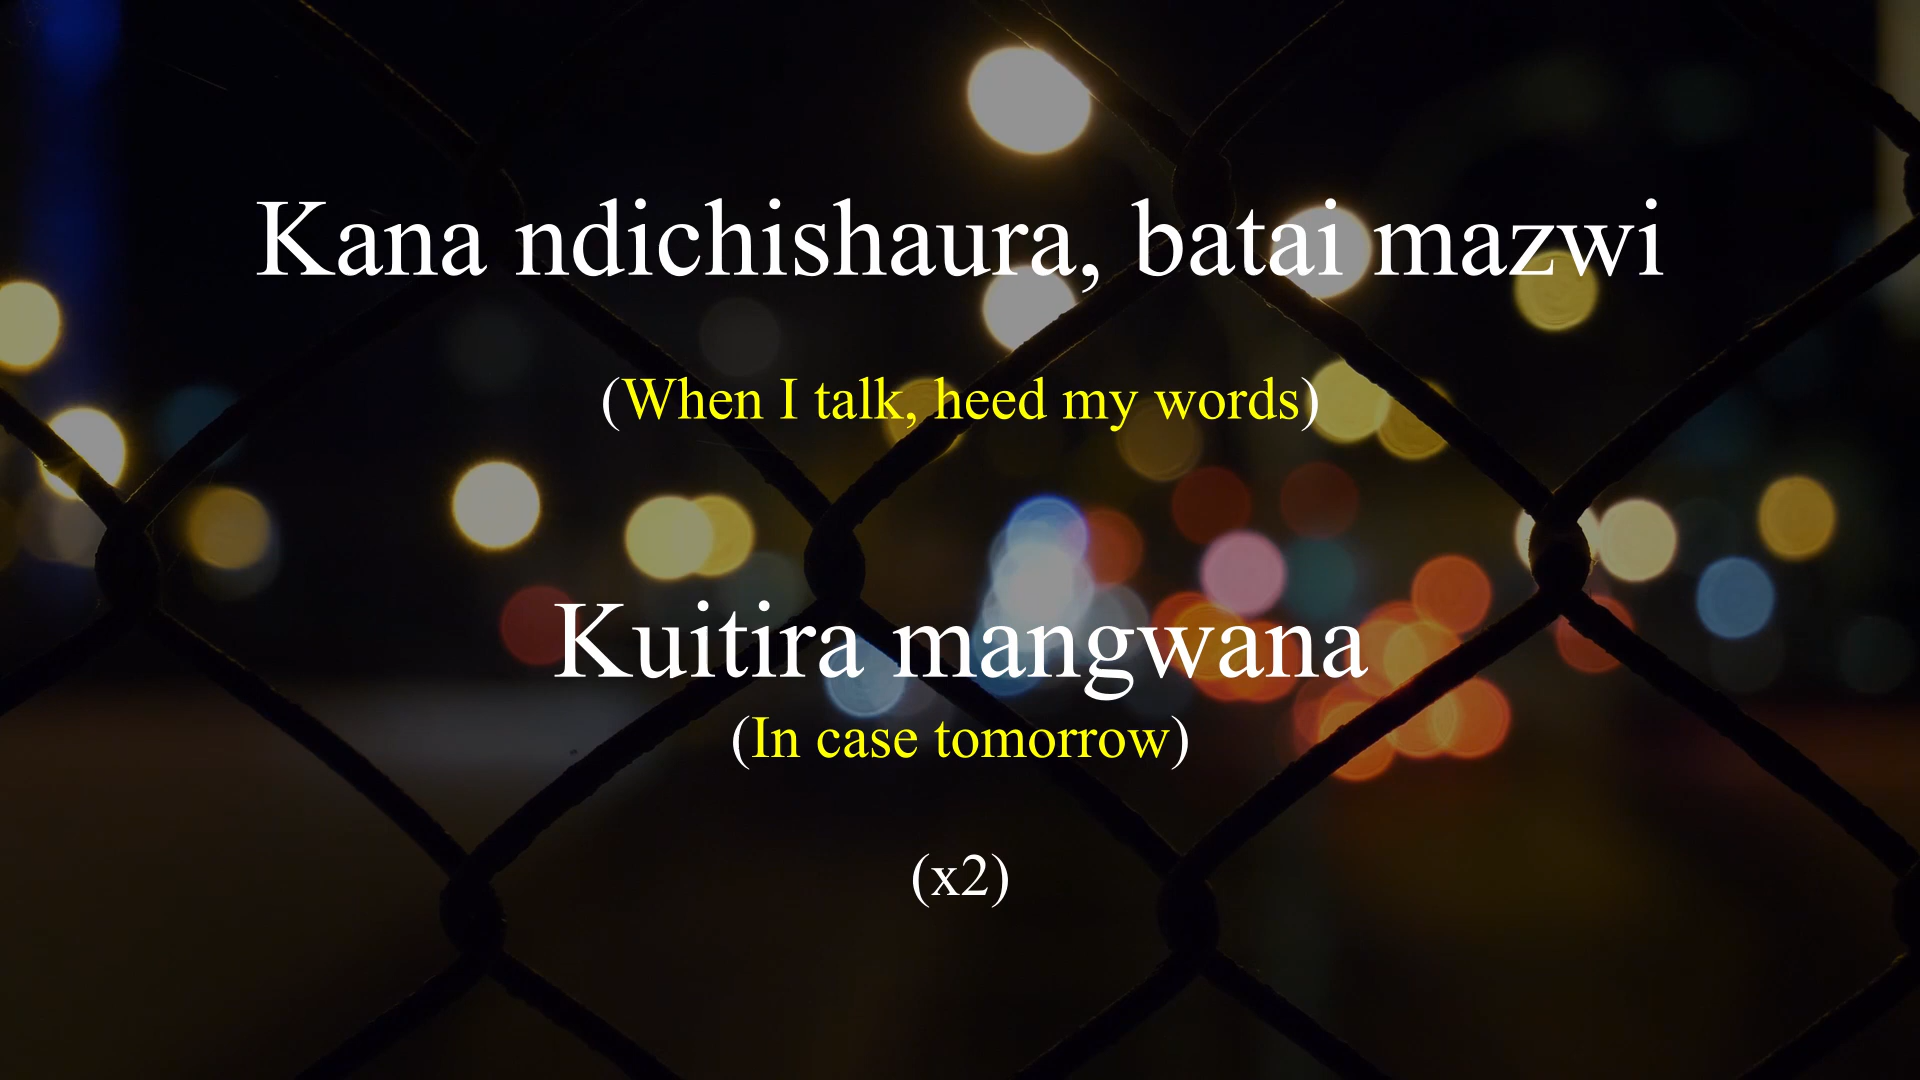 Kana ndichishaura, batai mazwi
(When I talk, heed my words)
Kuitira mangwana
(In case tomorrow)
(x2)